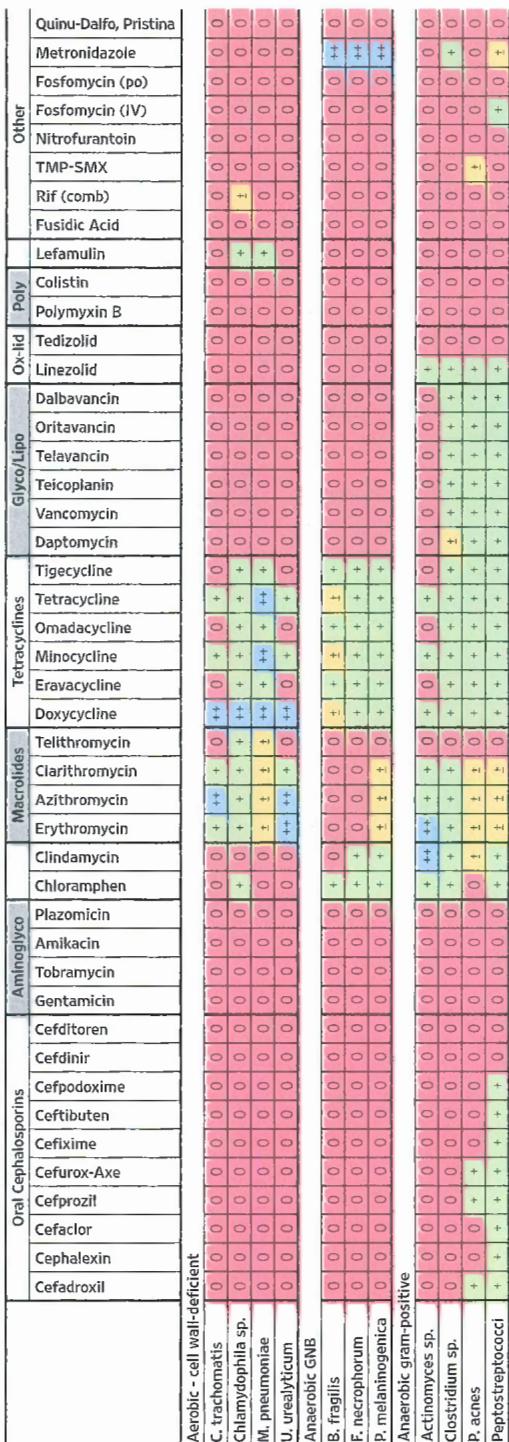 Other
Quinu-Dalfo, Pristina 0 0 0 0 0 0 0 0 0 0 0
Metronidazole 0 0 0 0 ++ ++ ++ 0 + 0 ±
Fosfomycin (po) 0 0 0 0 0 0 0 0 0 0 0
Fosfomycin (IV) 0 0 0 0 0 0 0 0 0 0 +
Nitrofurantoin 0 0 0 0 0 0 0 0 0 0 0
TMP-SMX 0 0 0 0 0 0 0 0 0 ± 0
Rif (comb) 0 ± 0 0 0 0 0 0 0 0 0
Fusidic Acid 0 0 0 0 0 0 0 0 0 0 0
Lefamulin 0 + + 0 0 0 0 0 0 0 0
Poly
Colistin 0 0 0 0 0 0 0 0 0 0 0
Polymyxin B 0 0 0 0 0 0 0 0 0 0 0
Ox-lid
Tedizolid 0 0 0 0 0 0 0 0 0 0 0
Linezolid 0 0 0 0 0 0 0 + + + +
Glyco/Lipo
Dalbavancin 0 0 0 0 0 0 0 0 + + +
Oritavancin 0 0 0 0 0 0 0 0 + + +
Telavancin 0 0 0 0 0 0 0 0 + + +
Teicoplanin 0 0 0 0 0 0 0 0 + + +
Vancomycin 0 0 0 0 0 0 0 0 + + +
Daptomycin 0 0 0 0 0 0 0 0 ± + +
Tetracyclines
Tigecycline 0 + + 0 + + + 0 + + +
Tetracycline + + ++ + ± + + + + + +
Omadacycline 0 + + 0 + + + 0 + + +
Minocycline + + ++ + ± + + + + + +
Eravacycline 0 + + 0 + + + 0 + + +
Doxycycline ++ ++ ++ ++ ± + + + + + +
Macrolides
Telithromycin 0 + ± 0 0 0 0 0 0 0 0
Clarithromycin + + ± + 0 0 ± + + ± ±
Azithromycin ++ + ± ++ 0 0 ± + + ± ±
Erythromycin + + ± ++ 0 0 ± ++ + ± ±
Clindamycin 0 0 0 0 0 + + ++ + ± +
Chloramphen 0 + 0 0 + + + + + 0 +
Aminoglyco
Plazomicin 0 0 0 0 0 0 0 0 0 0 0
Amikacin 0 0 0 0 0 0 0 0 0 0 0
Tobramycin 0 0 0 0 0 0 0 0 0 0 0
Gentamicin 0 0 0 0 0 0 0 0 0 0 0
Oral Cephalosporins
Cefditoren 0 0 0 0 0 0 0 0 0 0 0
Cefdinir 0 0 0 0 0 0 0 0 0 0 0
Cefpodoxime 0 0 0 0 0 0 0 0 0 0 +
Ceftibuten 0 0 0 0 0 0 0 0 0 0 +
Cefixime 0 0 0 0 0 0 0 0 0 0 +
Cefurox-Axe 0 0 0 0 0 0 0 0 0 + +
Cefprozil 0 0 0 0 0 0 0 0 0 + +
Cefaclor 0 0 0 0 0 0 0 0 0 0 +
Cephalexin 0 0 0 0 0 0 0 0 0 0 +
Cefadroxil 0 0 0 0 0 0 0 0 0 + +
Aerobic - cell wall-deficient
C. trachomatis
Chlamydophila sp.
M. pneumoniae
U. urealyticum
Anaerobic GNB
B. fragilis
F. necrophorum
P. melaninogenica
Anaerobic gram-positive
Actinomyces sp.
Clostridium sp.
P. acnes
Peptostreptococci